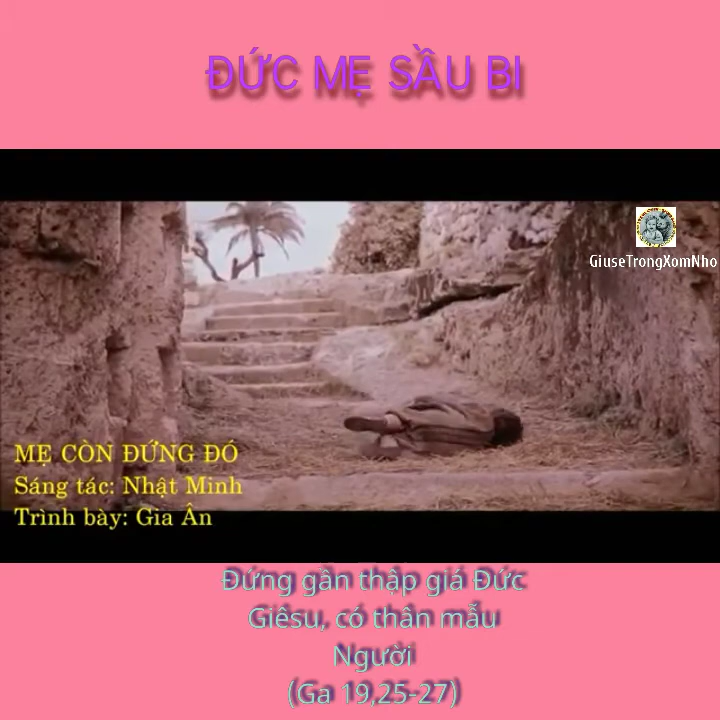 ĐỨC MẸ SẦU BI
GiuseTrongXomNho
MẸ CÒN ĐỨNG ĐÓ
Sáng tác: Nhật Minh
Trình bày: Gia Ân
Đứng gần thập giá Đức
Giêsu, có thân mẫu
Người
(Ga 19,25-27)